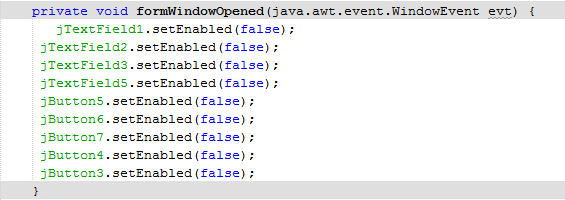 private void formWindowOpened(java.awt.event.WindowEvent evt) {
jTextField1.setEnabled(false);
jTextField2.setEnabled(false);
jTextField3.setEnabled(false);
jTextField5.setEnabled(false);
jButton5.setEnabled(false);
jButton6.setEnabled(false);
jButton7.setEnabled(false);
jButton4.setEnabled(false);
jButton3.setEnabled(false);
}